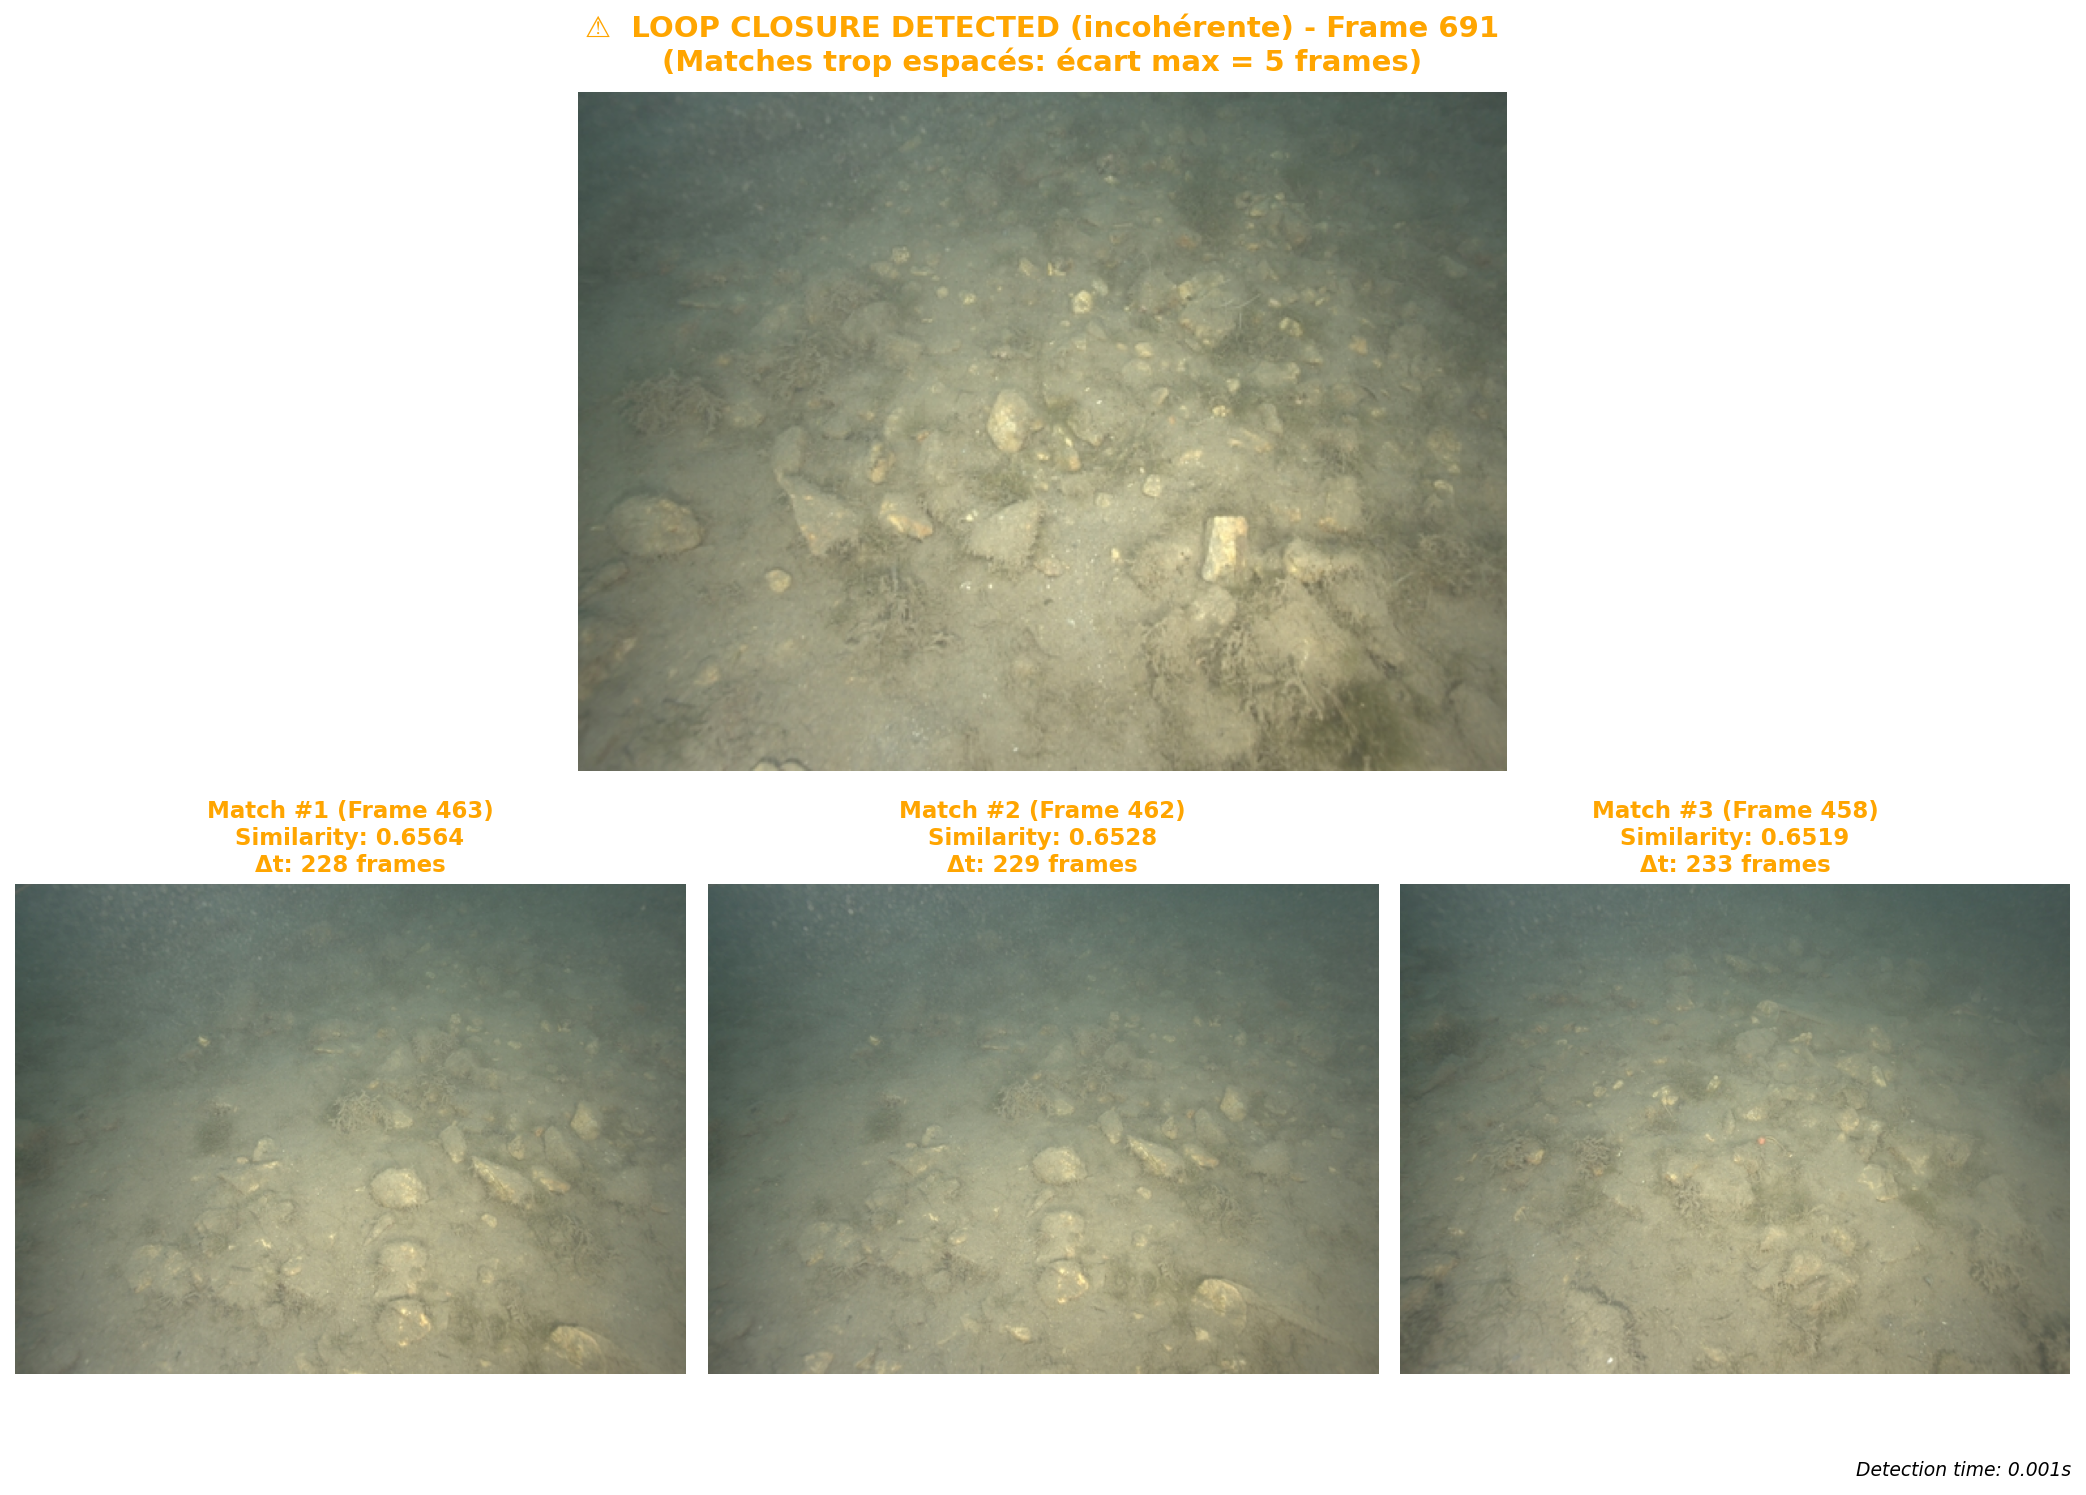 ⚠ LOOP CLOSURE DETECTED (incohérente) - Frame 691
(Matches trop espacés: écart max = 5 frames)
Match #1 (Frame 463)
Similarity: 0.6564
Δt: 228 frames
Match #2 (Frame 462)
Similarity: 0.6528
Δt: 229 frames
Match #3 (Frame 458)
Similarity: 0.6519
Δt: 233 frames
Detection time: 0.001s